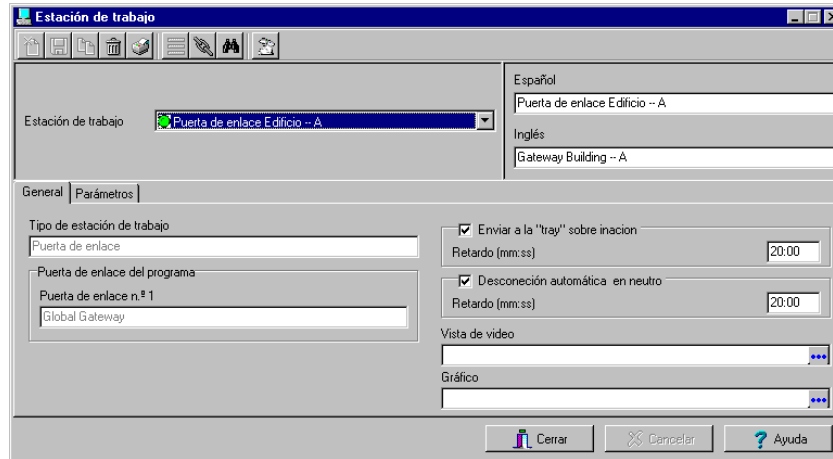 Estación de trabajo
Español
Puerta de enlace Edificio -- A
Estación de trabajo
Puerta de enlace Edificio -- A
Inglés
Gateway Building -- A
General
Parámetros
Tipo de estación de trabajo
Puerta de enlace
Puerta de enlace del programa
Puerta de enlace n.º 1
Global Gateway
Enviar a la "tray" sobre inacion
Retardo (mm:ss)
20:00
Desconeción automática en neutro
Retardo (mm:ss)
20:00
Vista de video
Gráfico
Cerrar
Cancelar
Ayuda